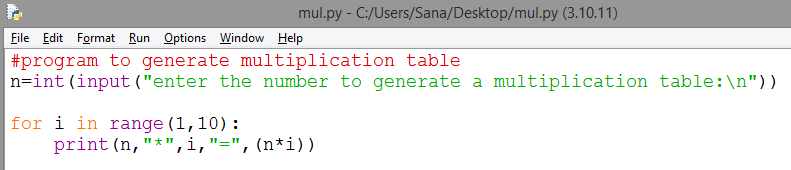 mul.py - C:/Users/Sana/Desktop/mul.py (3.10.11)
File Edit Format Run Options Window Help
#program to generate multiplication table
n=int(input("enter the number to generate a multiplication table:\n"))
for i in range(1,10):
    print(n,"*",i,"=",(n*i))